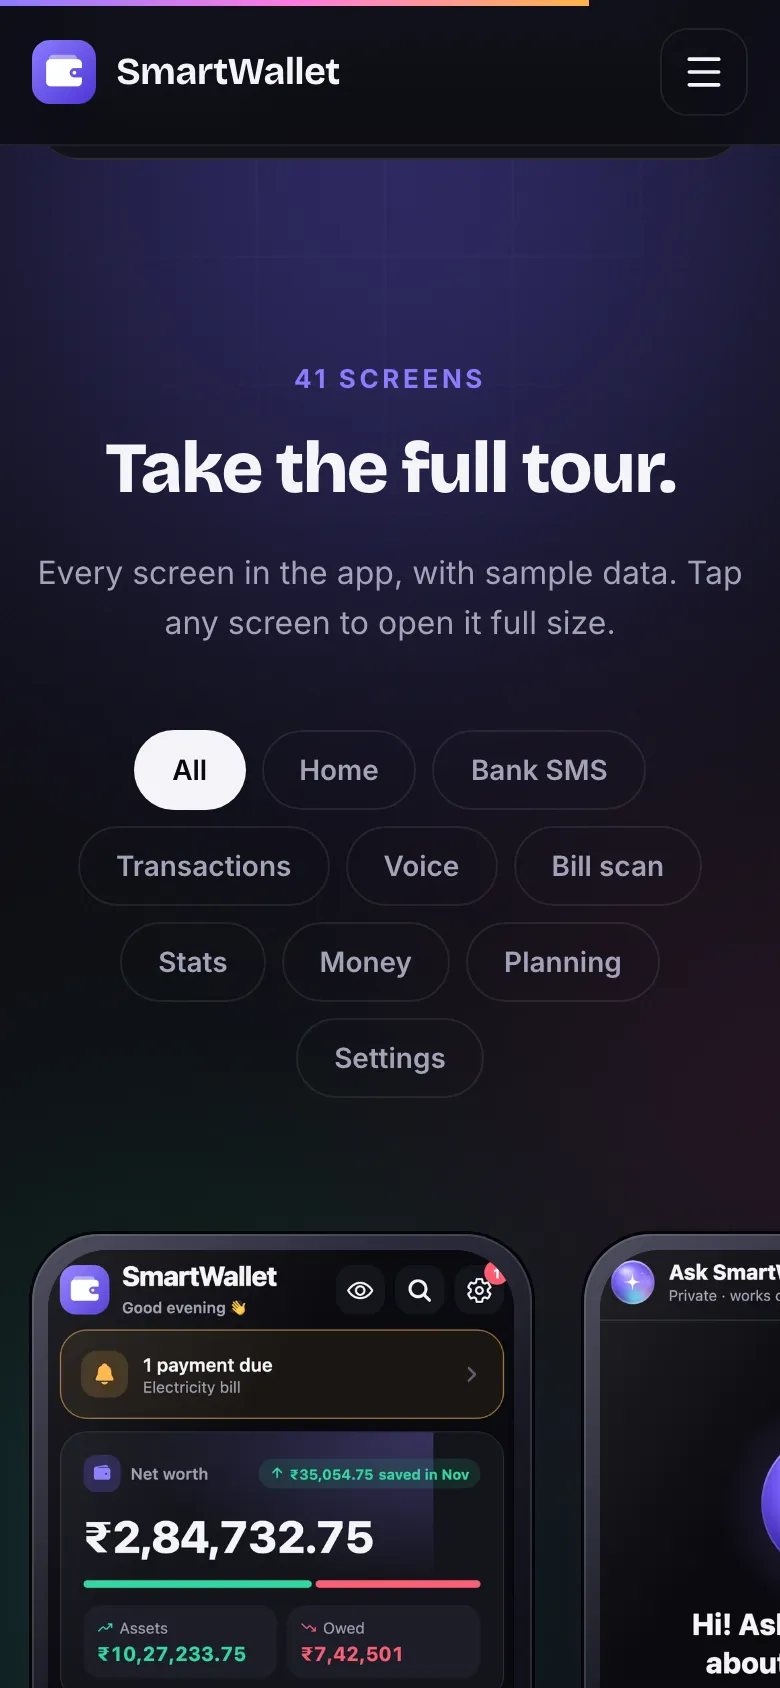 SmartWallet
41 SCREENS
Take the full tour.
Every screen in the app, with sample data. Tap
any screen to open it full size.
All
Home
Bank SMS
Transactions
Voice
Bill scan
Stats
Money
Planning
Settings
SmartWallet
Good evening 👋
1
1 payment due
Electricity bill
Net worth
↑ ₹35,054.75 saved in Nov
₹2,84,732.75
Assets
₹10,27,233.75
Owed
₹7,42,501
Ask SmartW
Private · works o
Hi! Ask
about